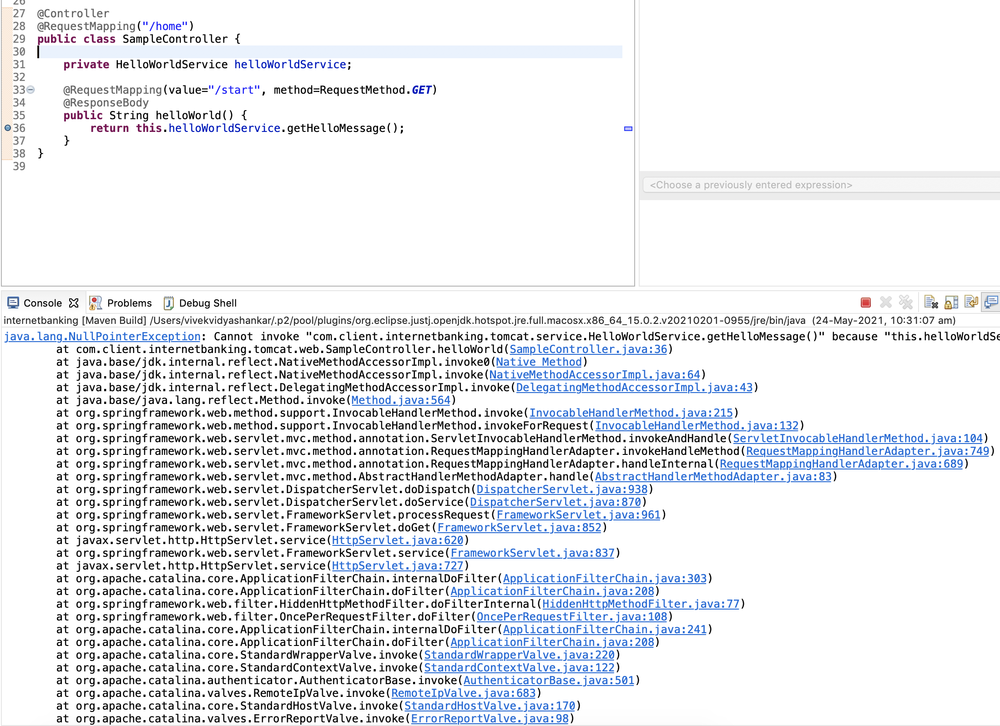 26
27 @Controller
28 @RequestMapping("/home")
29 public class SampleController {
30
31 private HelloWorldService helloWorldService;
32
33 @RequestMapping(value="/start", method=RequestMethod.GET)
34 @ResponseBody
35 public String helloWorld() {
36 return this.helloWorldService.getHelloMessage();
37 }
38 }
39
<Choose a previously entered expression>
Console Problems Debug Shell
internetbanking [Maven Build] /Users/vivekvidyashankar/.p2/pool/plugins/org.eclipse.justj.openjdk.hotspot.jre.full.macosx.x86_64_15.0.2.v20210201-0955/jre/bin/java (24-May-2021, 10:31:07 am)
java.lang.NullPointerException: Cannot invoke "com.client.internetbanking.tomcat.service.HelloWorldService.getHelloMessage()" because "this.helloWorldSe
at com.client.internetbanking.tomcat.web.SampleController.helloWorld(SampleController.java:36)
at java.base/jdk.internal.reflect.NativeMethodAccessorImpl.invoke0(Native Method)
at java.base/jdk.internal.reflect.NativeMethodAccessorImpl.invoke(NativeMethodAccessorImpl.java:64)
at java.base/jdk.internal.reflect.DelegatingMethodAccessorImpl.invoke(DelegatingMethodAccessorImpl.java:43)
at java.base/java.lang.reflect.Method.invoke(Method.java:564)
at org.springframework.web.method.support.InvocableHandlerMethod.invoke(InvocableHandlerMethod.java:215)
at org.springframework.web.method.support.InvocableHandlerMethod.invokeForRequest(InvocableHandlerMethod.java:132)
at org.springframework.web.servlet.mvc.method.annotation.ServletInvocableHandlerMethod.invokeAndHandle(ServletInvocableHandlerMethod.java:104)
at org.springframework.web.servlet.mvc.method.annotation.RequestMappingHandlerAdapter.invokeHandleMethod(RequestMappingHandlerAdapter.java:749)
at org.springframework.web.servlet.mvc.method.annotation.RequestMappingHandlerAdapter.handleInternal(RequestMappingHandlerAdapter.java:689)
at org.springframework.web.servlet.mvc.method.AbstractHandlerMethodAdapter.handle(AbstractHandlerMethodAdapter.java:83)
at org.springframework.web.servlet.DispatcherServlet.doDispatch(DispatcherServlet.java:938)
at org.springframework.web.servlet.DispatcherServlet.doService(DispatcherServlet.java:870)
at org.springframework.web.servlet.FrameworkServlet.processRequest(FrameworkServlet.java:961)
at org.springframework.web.servlet.FrameworkServlet.doGet(FrameworkServlet.java:852)
at javax.servlet.http.HttpServlet.service(HttpServlet.java:620)
at org.springframework.web.servlet.FrameworkServlet.service(FrameworkServlet.java:837)
at javax.servlet.http.HttpServlet.service(HttpServlet.java:727)
at org.apache.catalina.core.ApplicationFilterChain.internalDoFilter(ApplicationFilterChain.java:303)
at org.apache.catalina.core.ApplicationFilterChain.doFilter(ApplicationFilterChain.java:208)
at org.springframework.web.filter.HiddenHttpMethodFilter.doFilterInternal(HiddenHttpMethodFilter.java:77)
at org.springframework.web.filter.OncePerRequestFilter.doFilter(OncePerRequestFilter.java:108)
at org.apache.catalina.core.ApplicationFilterChain.internalDoFilter(ApplicationFilterChain.java:241)
at org.apache.catalina.core.ApplicationFilterChain.doFilter(ApplicationFilterChain.java:208)
at org.apache.catalina.core.StandardWrapperValve.invoke(StandardWrapperValve.java:220)
at org.apache.catalina.core.StandardContextValve.invoke(StandardContextValve.java:122)
at org.apache.catalina.authenticator.AuthenticatorBase.invoke(AuthenticatorBase.java:501)
at org.apache.catalina.valves.RemoteIpValve.invoke(RemoteIpValve.java:683)
at org.apache.catalina.core.StandardHostValve.invoke(StandardHostValve.java:170)
at org.apache.catalina.valves.ErrorReportValve.invoke(ErrorReportValve.java:98)